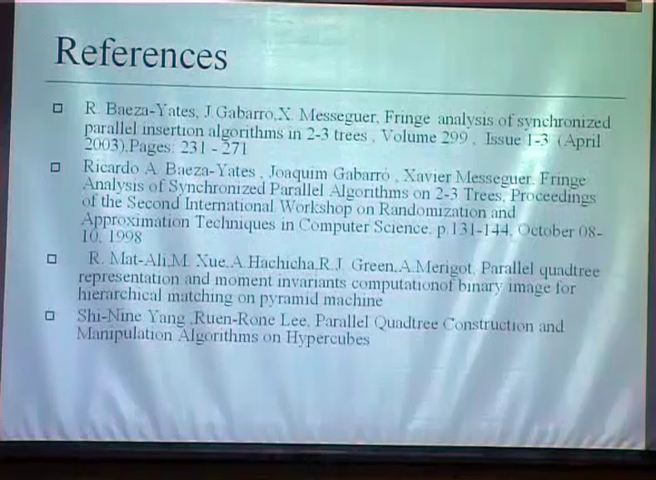 References
R. Baeza-Yates, J.Gabarro,X. Messeguer, Fringe analysis of synchronized
parallel insertion algorithms in 2-3 trees , Volume 299 , Issue 1-3 (April
2003),Pages: 231 - 271
Ricardo A. Baeza-Yates , Joaquim Gabarró , Xavier Messeguer, Fringe
Analysis of Synchronized Parallel Algorithms on 2-3 Trees, Proceedings
of the Second International Workshop on Randomization and
Approximation Techniques in Computer Science, p.131-144, October 08-
10, 1998
R. Mat-Ali,M. Xue,A.Hachicha,R.J. Green,A.Merigot, Parallel quadtree
representation and moment invariants computationof binary image for
hierarchical matching on pyramid machine
Shi-Nine Yang ,Ruen-Rone Lee, Parallel Quadtree Construction and
Manipulation Algorithms on Hypercubes